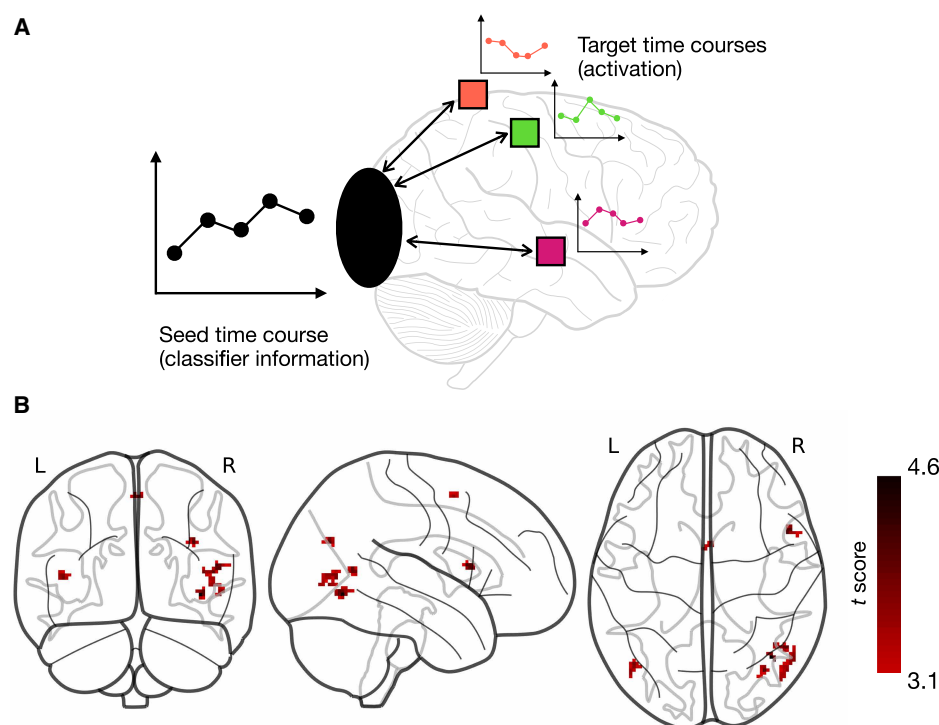 A
Target time courses
(activation)
Seed time course
(classifier information)
B
L
R
L
R
4.6
t score
3.1